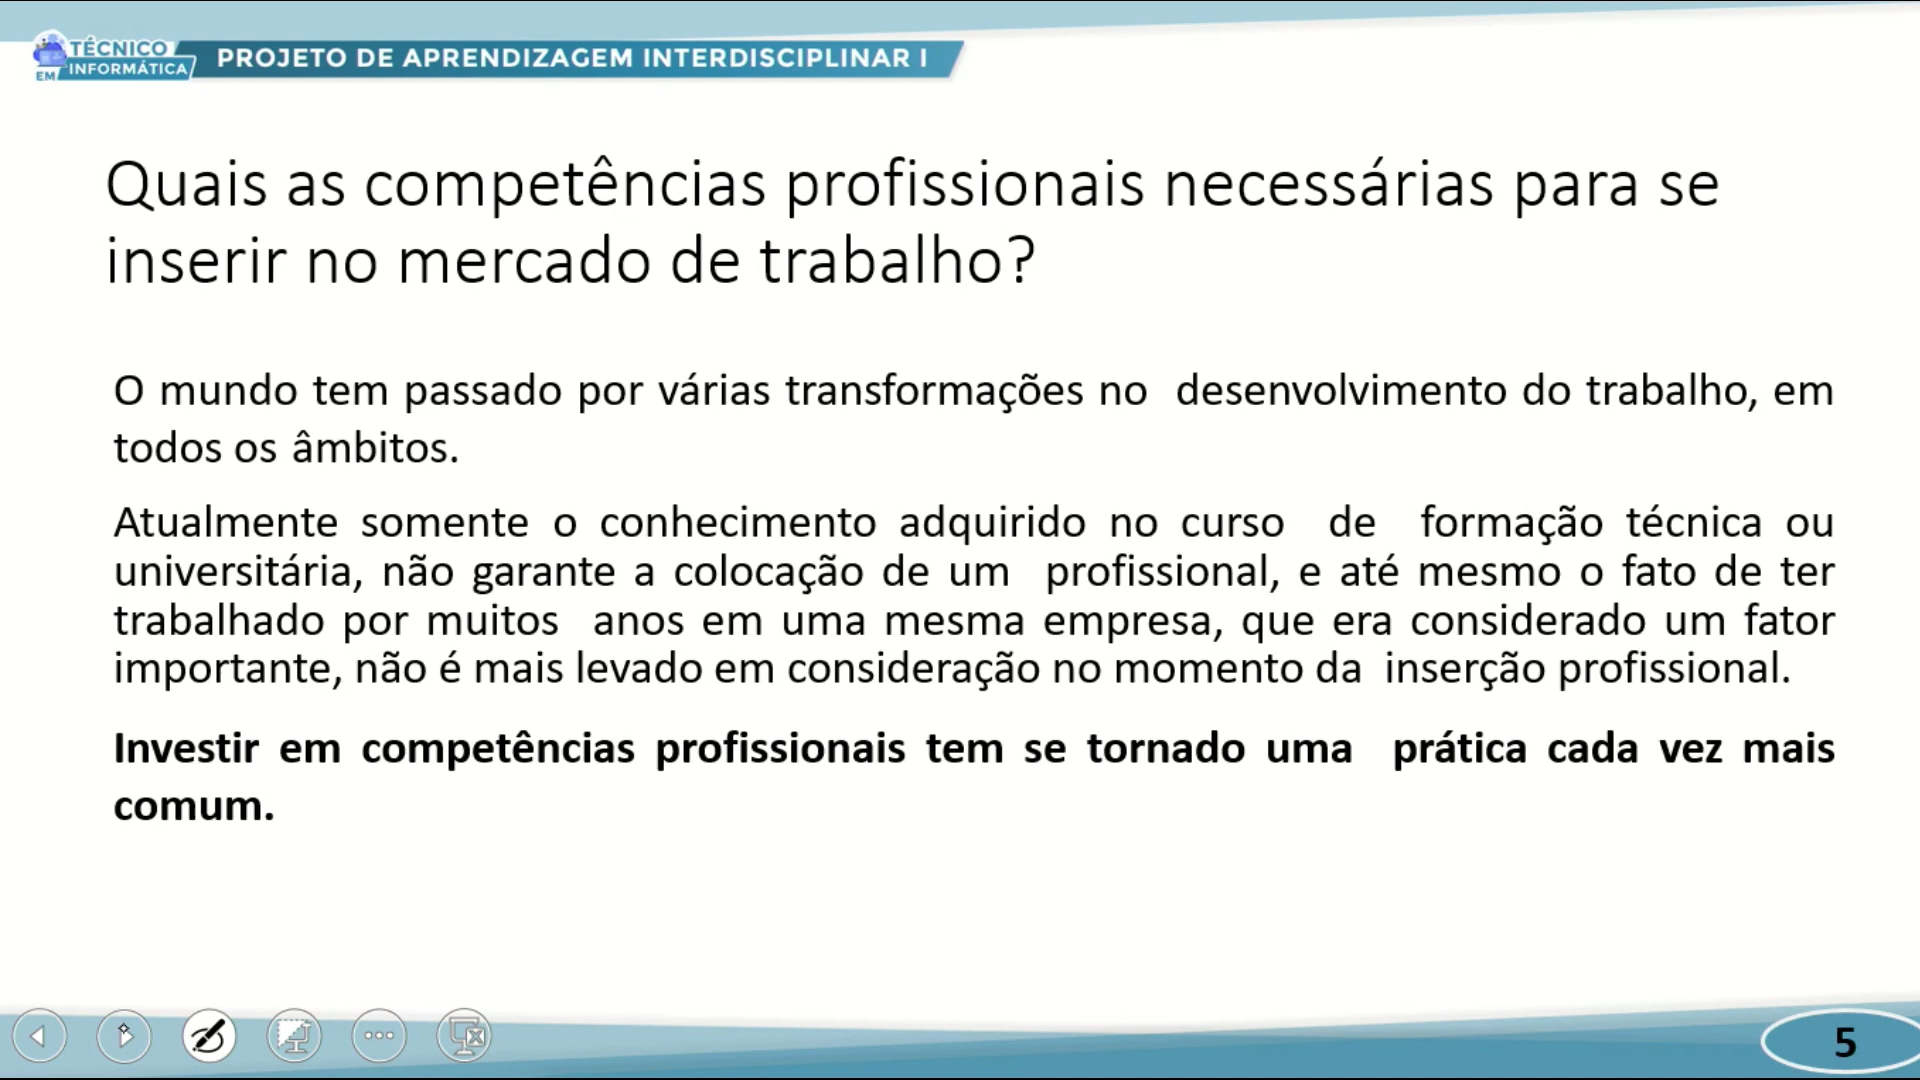 TÉCNICO
EM INFORMÁTICA
PROJETO DE APRENDIZAGEM INTERDISCIPLINAR I
Quais as competências profissionais necessárias para se
inserir no mercado de trabalho?
O mundo tem passado por várias transformações no desenvolvimento do trabalho, em
todos os âmbitos.
Atualmente somente o conhecimento adquirido no curso de formação técnica ou
universitária, não garante a colocação de um profissional, e até mesmo o fato de ter
trabalhado por muitos anos em uma mesma empresa, que era considerado um fator
importante, não é mais levado em consideração no momento da inserção profissional.
Investir em competências profissionais tem se tornado uma prática cada vez mais
comum.
5